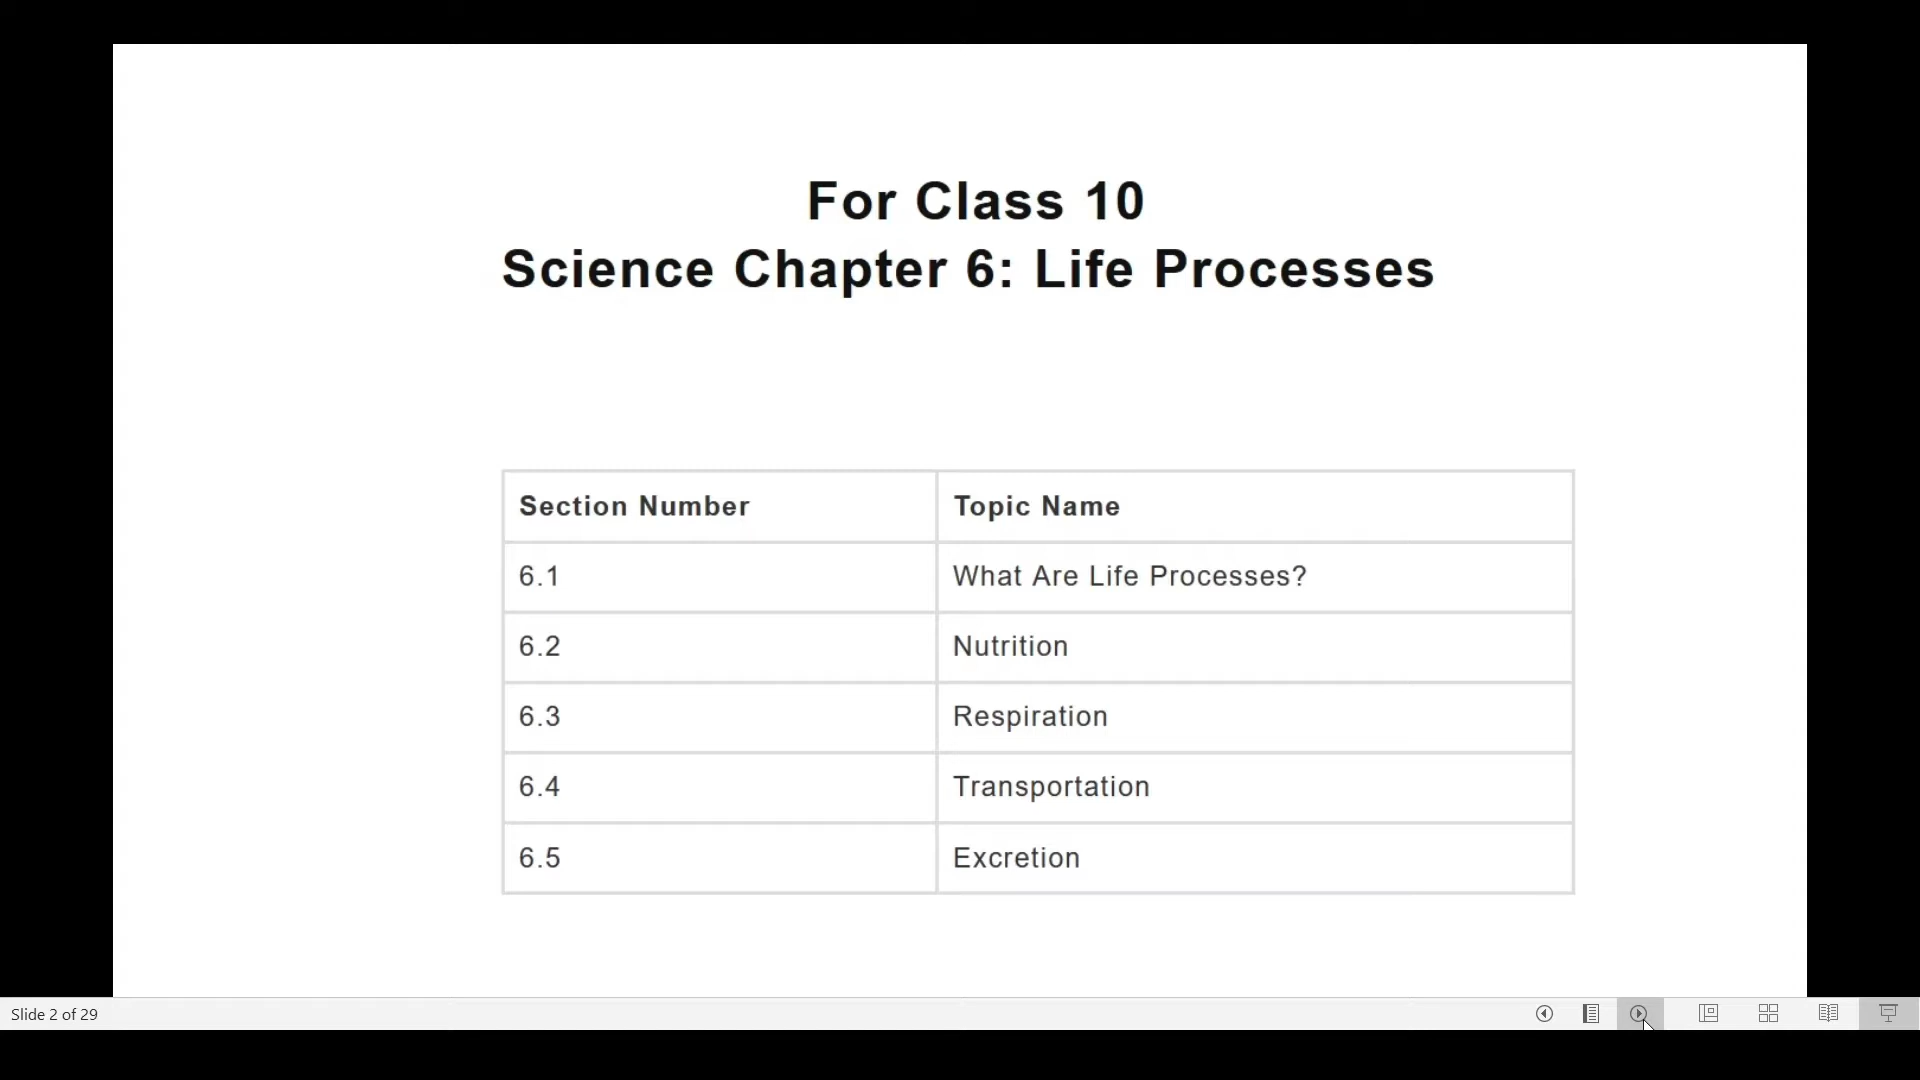 For Class 10
Science Chapter 6: Life Processes
Section Number Topic Name
6.1 What Are Life Processes?
6.2 Nutrition
6.3 Respiration
6.4 Transportation
6.5 Excretion
Slide 2 of 29